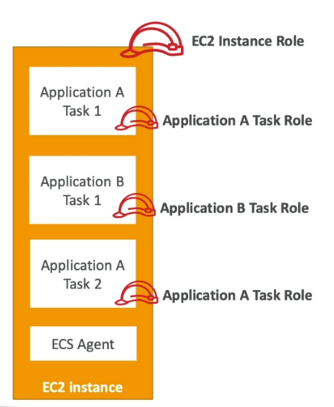 EC2 Instance Role
Application A
Task 1
Application A Task Role
Application B
Task 1
Application B Task Role
Application A
Task 2
Application A Task Role
ECS Agent
EC2 instance